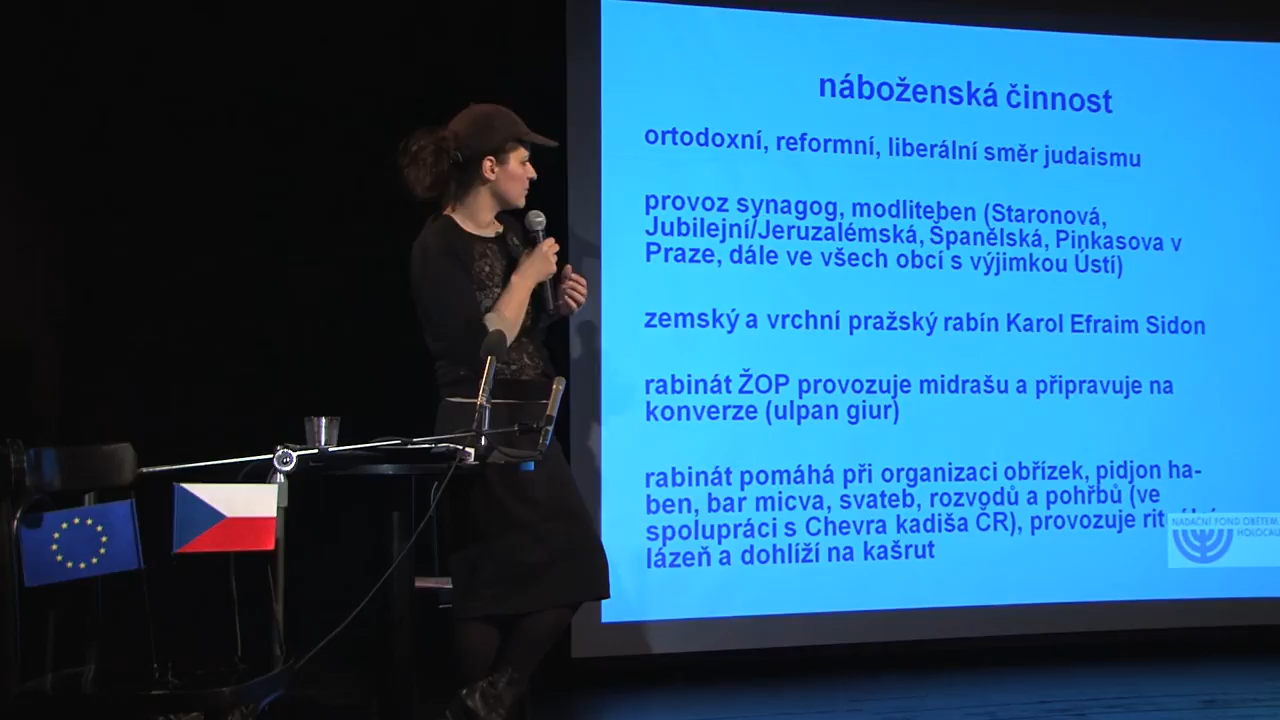 náboženská činnost
ortodoxní, reformní, liberální směr judaismu
provoz synagog, modliteben (Staronová,
Jubilejní/Jeruzalémská, Španělská, Pinkasova v
Praze, dále ve všech obcí s výjimkou Ústí)
zemský a vrchní pražský rabín Karol Efraim Sidon
rabinát ŽOP provozuje midrašu a připravuje na
konverze (ulpan giur)
rabinát pomáhá při organizaci obřízek, pidjon ha-
ben, bar micva, svateb, rozvodů a pohřbů (ve
spolupráci s Chevra kadiša ČR), provozuje
lázeň a dohlíží na kašrut
NADAČNÍ FOND OBĚTEM